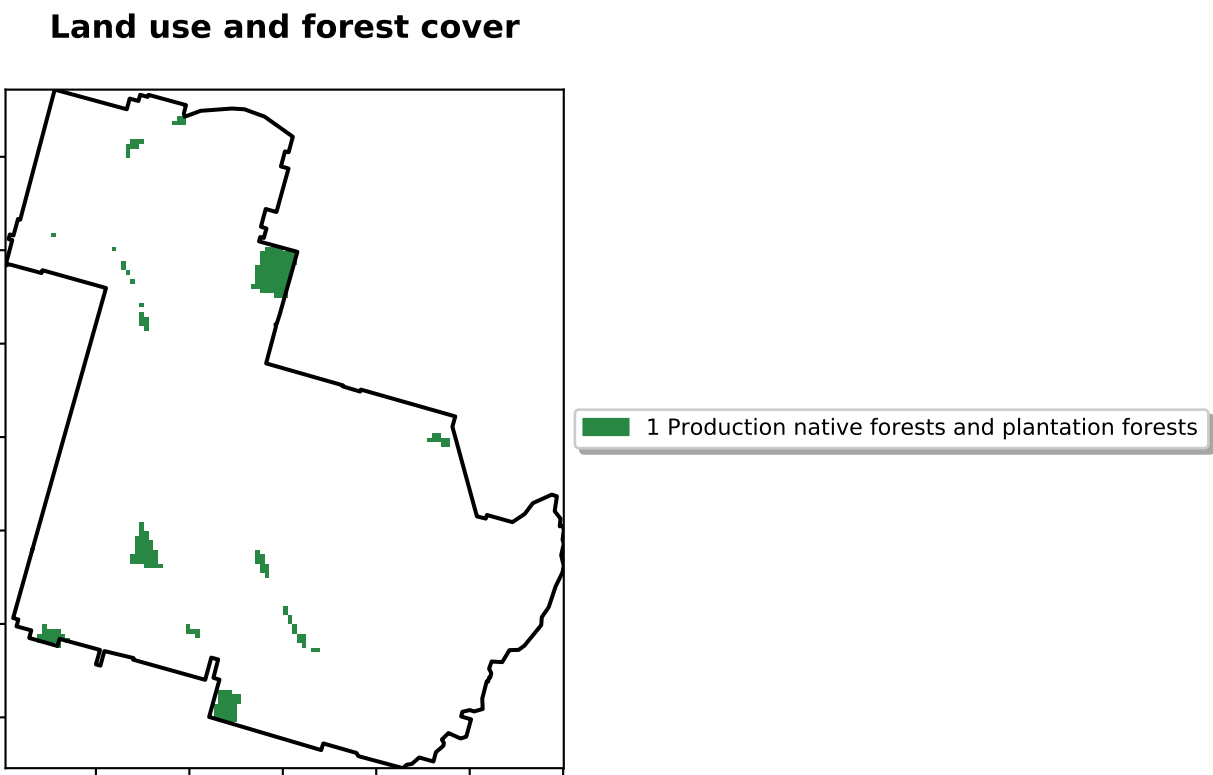 Land use and forest cover
1 Production native forests and plantation forests